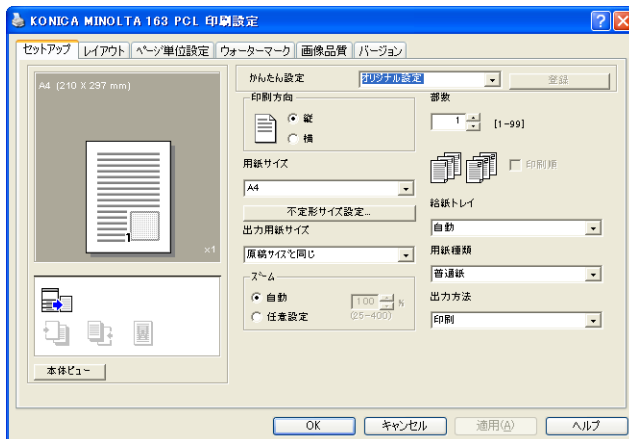 KONICA MINOLTA 163 PCL 印刷設定
セットアップ レイアウト ページ単位設定 ウォーターマーク 画像品質 バージョン
A4 (210 X 297 mm)
1
×1
本体ビュー
かんたん設定 オリジナル設定 登録
印刷方向
縦
横
用紙サイズ
A4
不定形サイズ設定...
出力用紙サイズ
原稿サイズと同じ
ズーム
自動 100 %
任意設定 (25-400)
部数
1 [1-99]
印刷順
給紙トレイ
自動
用紙種類
普通紙
出力方法
印刷
OK キャンセル 適用(A) ヘルプ